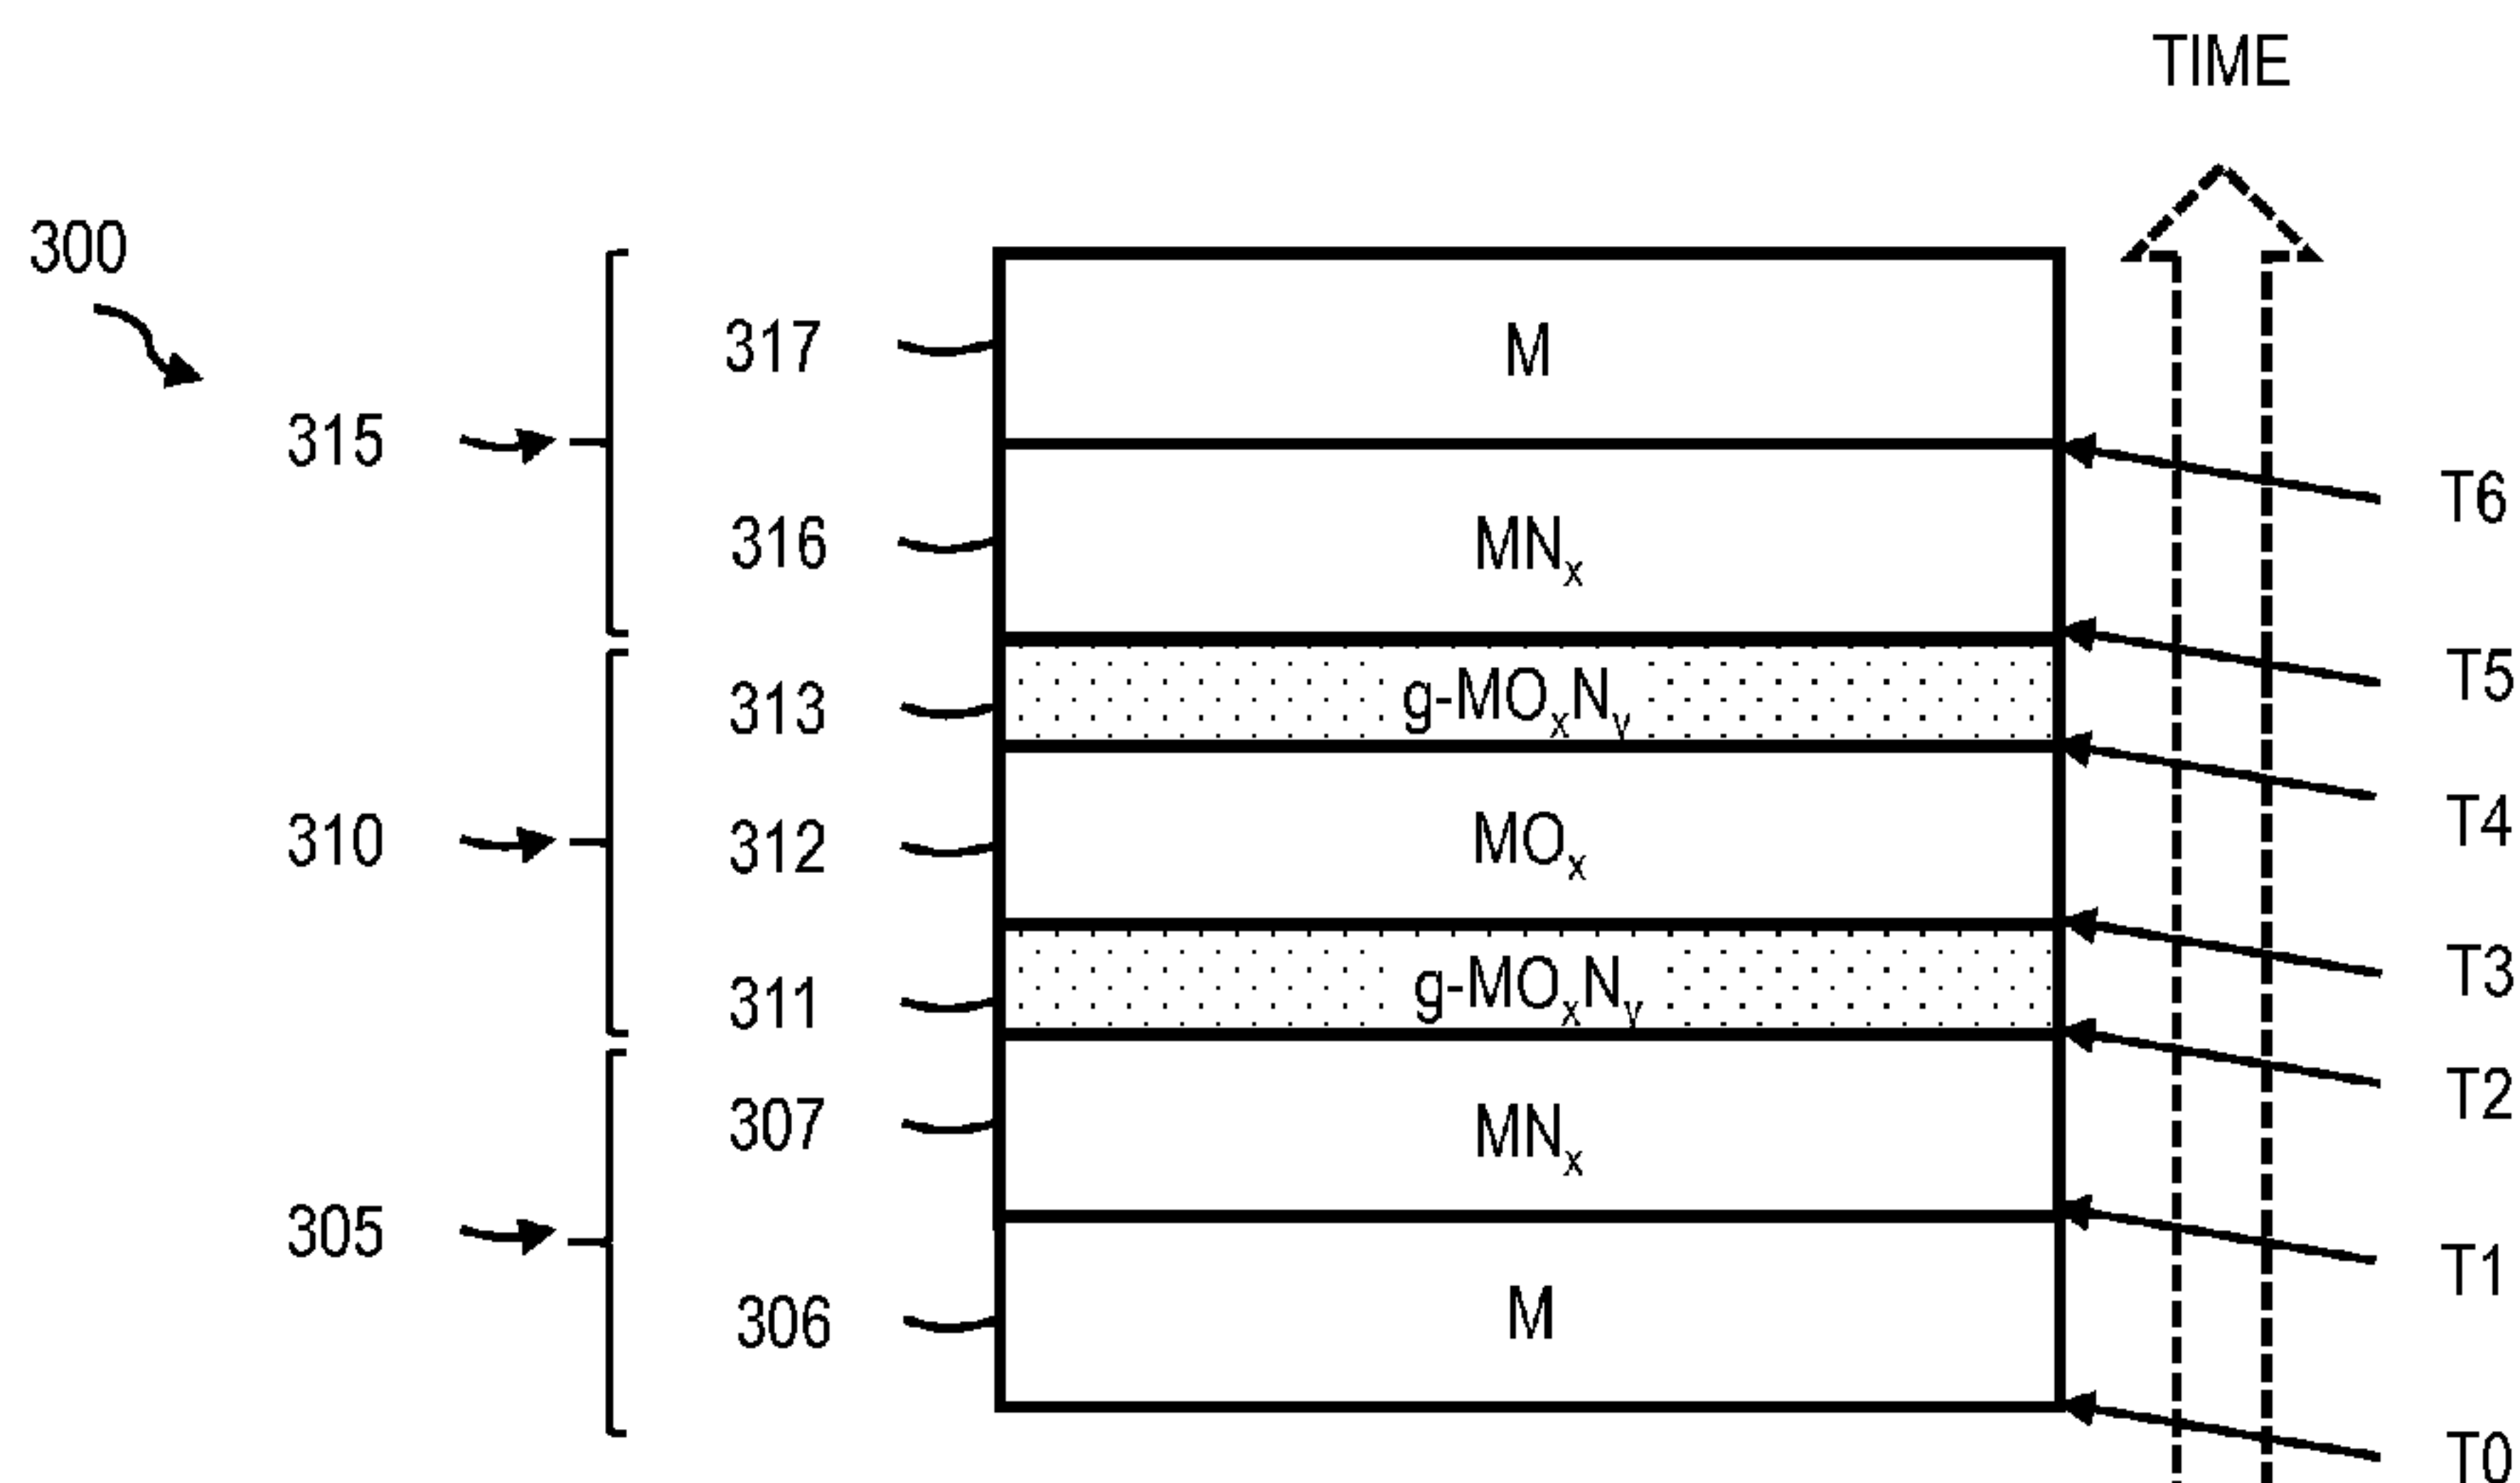 TIME
300
317 M
315
T6
316 MNx
T5
313 g-MOxNy
T4
310 312 MOx
T3
311 g-MOxNy
T2
307 MNx
305
T1
306 M
T0